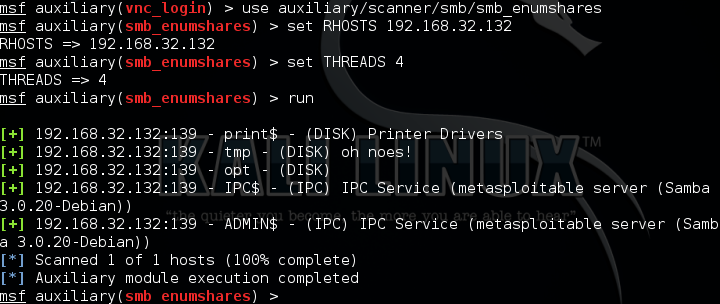 msf auxiliary(vnc_login) > use auxiliary/scanner/smb/smb_enumshares
msf auxiliary(smb_enumshares) > set RHOSTS 192.168.32.132
RHOSTS => 192.168.32.132
msf auxiliary(smb_enumshares) > set THREADS 4
THREADS => 4
msf auxiliary(smb_enumshares) > run
[+] 192.168.32.132:139 - print$ - (DISK) Printer Drivers
[+] 192.168.32.132:139 - tmp - (DISK) oh noes!
[+] 192.168.32.132:139 - opt - (DISK)
[+] 192.168.32.132:139 - IPC$ - (IPC) IPC Service (metasploitable server (Samba
3.0.20-Debian))
[+] 192.168.32.132:139 - ADMIN$ - (IPC) IPC Service (metasploitable server (Samb
a 3.0.20-Debian))
[*] Scanned 1 of 1 hosts (100% complete)
[*] Auxiliary module execution completed
msf auxiliary(smb_enumshares) >
KALI LINUX™
"the quieter you become, the more you are able to hear"